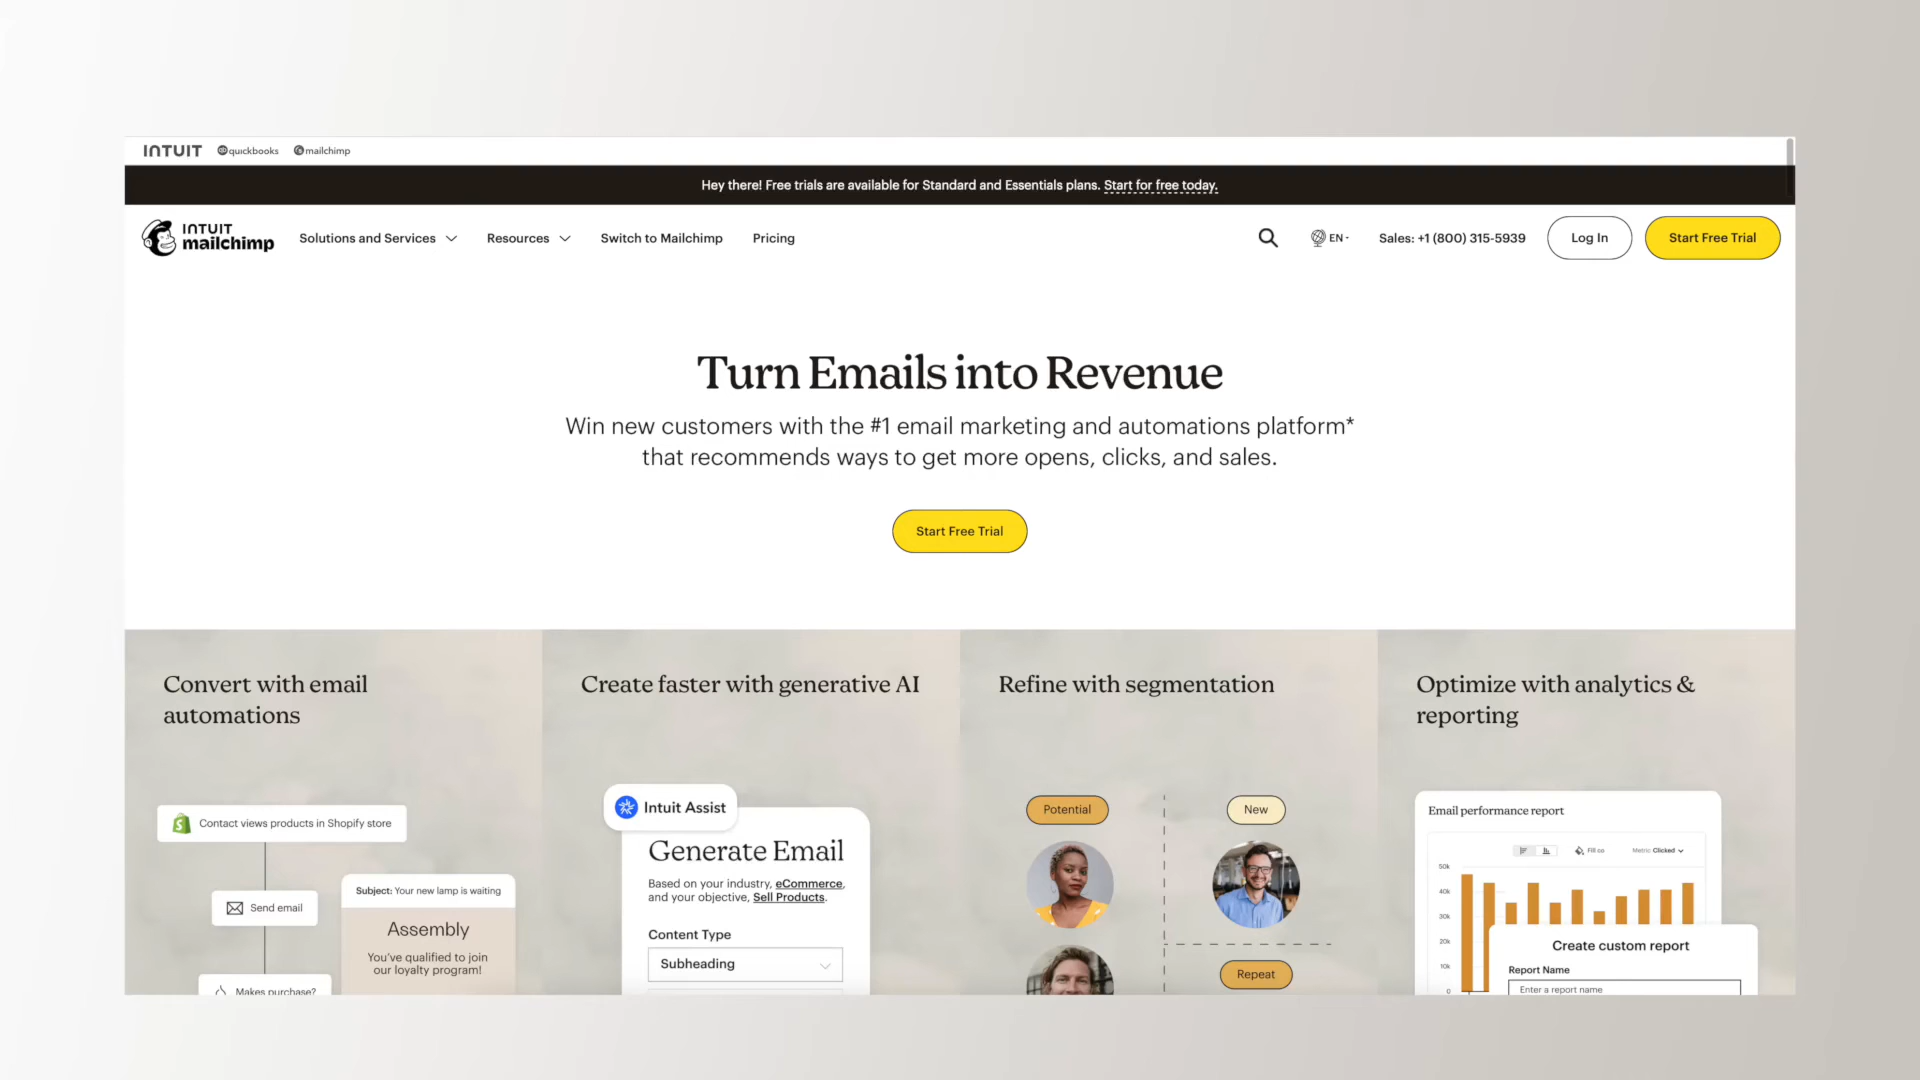 INTUIT quickbooks mailchimp
Hey there! Free trials are available for Standard and Essentials plans. Start for free today.
INTUIT
mailchimp
Solutions and Services Resources Switch to Mailchimp Pricing
EN
Sales: +1 (800) 315-5939
Log In
Start Free Trial
Turn Emails into Revenue
Win new customers with the #1 email marketing and automations platform*
that recommends ways to get more opens, clicks, and sales.
Start Free Trial
Convert with email
automations
Contact views products in Shopify store
Send email
Makes purchase?
Subject: Your new lamp is waiting
Assembly
You've qualified to join
our loyalty program!
Create faster with generative AI
Intuit Assist
Generate Email
Based on your industry, eCommerce,
and your objective, Sell Products.
Content Type
Subheading
Refine with segmentation
Potential
New
Repeat
Optimize with analytics &
reporting
Email performance report
Fill co
Metric: Clicked
50k
40k
30k
20k
10k
0
Create custom report
Report Name
Enter a report name